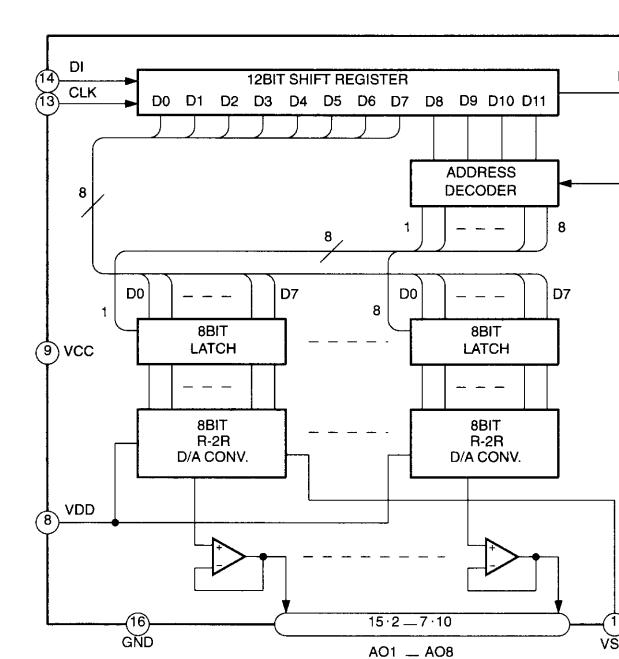 14 DI
13 CLK
12BIT SHIFT REGISTER
D0 D1 D2 D3 D4 D5 D6 D7 D8 D9 D10 D11
ADDRESS
DECODER
8
8
1
8
D0 D7
D0 D7
1
8
8BIT
LATCH
8BIT
LATCH
9 VCC
8BIT
R-2R
D/A CONV.
8BIT
R-2R
D/A CONV.
8 VDD
+
−
+
−
16
GND
15·2 — 7·10
AO1 — AO8
1
VS